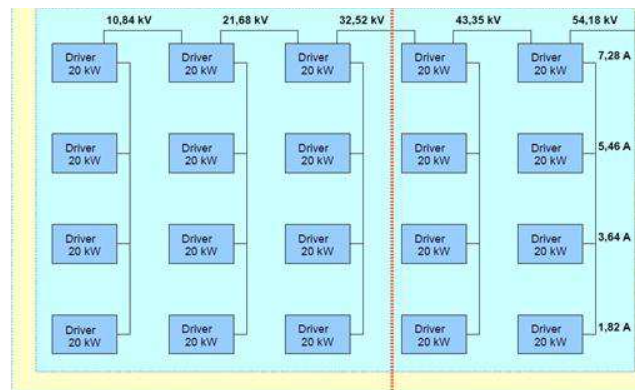 10,84 kV 21,68 kV 32,52 kV 43,35 kV 54,18 kV
Driver Driver Driver Driver Driver 7,28 A
20 kW 20 kW 20 kW 20 kW 20 kW
Driver Driver Driver Driver Driver 5,46 A
20 kW 20 kW 20 kW 20 kW 20 kW
Driver Driver Driver Driver Driver 3,64 A
20 kW 20 kW 20 kW 20 kW 20 kW
Driver Driver Driver Driver Driver 1,82 A
20 kW 20 kW 20 kW 20 kW 20 kW